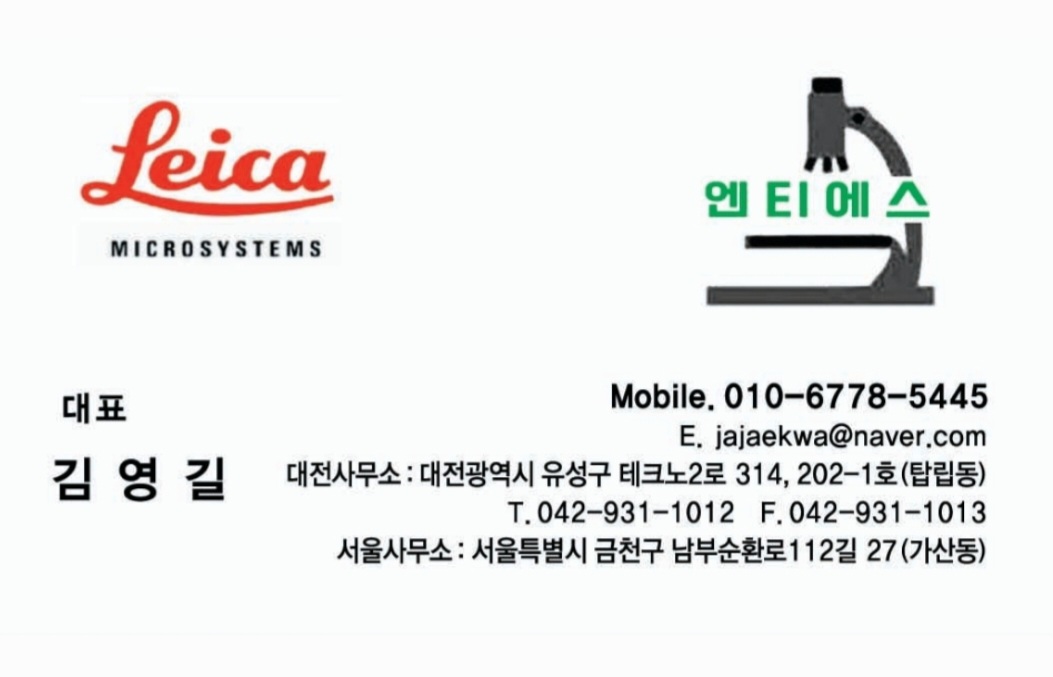 Leica
MICROSYSTEMS
엔티에스
대표
김영길
Mobile. 010-6778-5445
E. jajaekwa@naver.com
대전사무소 : 대전광역시 유성구 테크노2로 314, 202-1호(탑립동)
T. 042-931-1012 F. 042-931-1013
서울사무소 : 서울특별시 금천구 남부순환로112길 27(가산동)